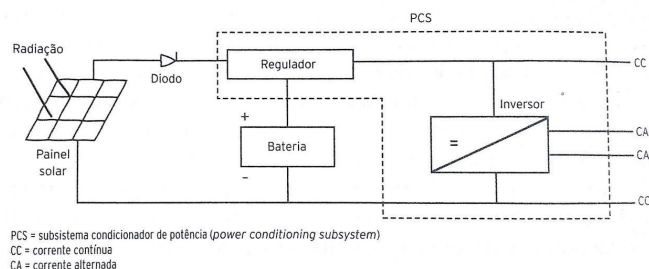 PCS
Radiação
Diodo
Regulador
CC
Inversor
+
Bateria
–
=
CA
CA
Painel
solar
CC
PCS = subsistema condicionador de potência (power conditioning subsystem)
CC = corrente contínua
CA = corrente alternada